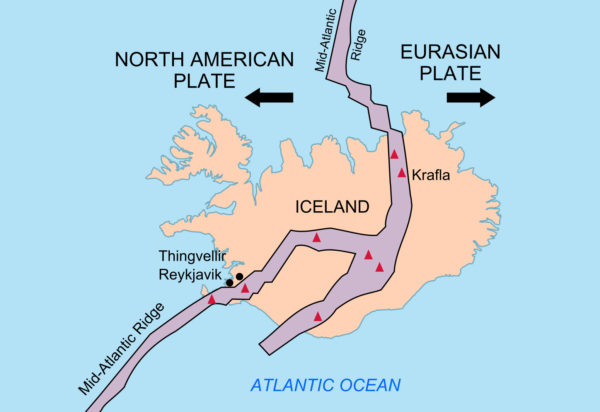 Mid-Atlantic
Ridge
NORTH AMERICAN
PLATE
EURASIAN
PLATE
Krafla
ICELAND
Thingvellir
Reykjavik
Mid-Atlantic Ridge
ATLANTIC OCEAN